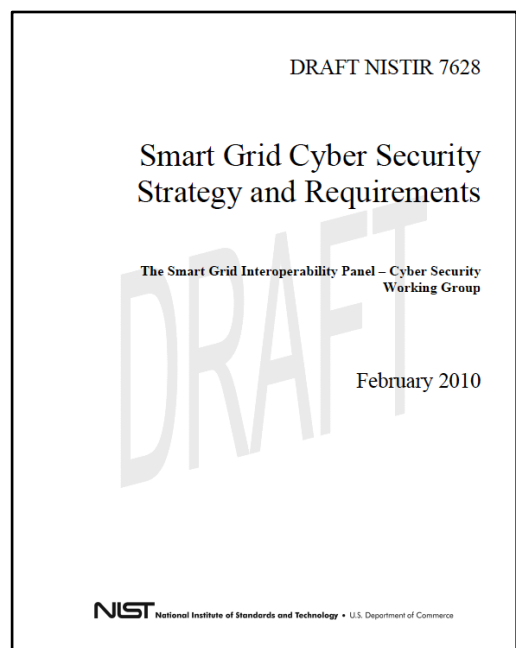 DRAFT NISTIR 7628
Smart Grid Cyber Security
Strategy and Requirements
The Smart Grid Interoperability Panel – Cyber Security
Working Group
DRAFT
February 2010
NIST National Institute of Standards and Technology • U.S. Department of Commerce